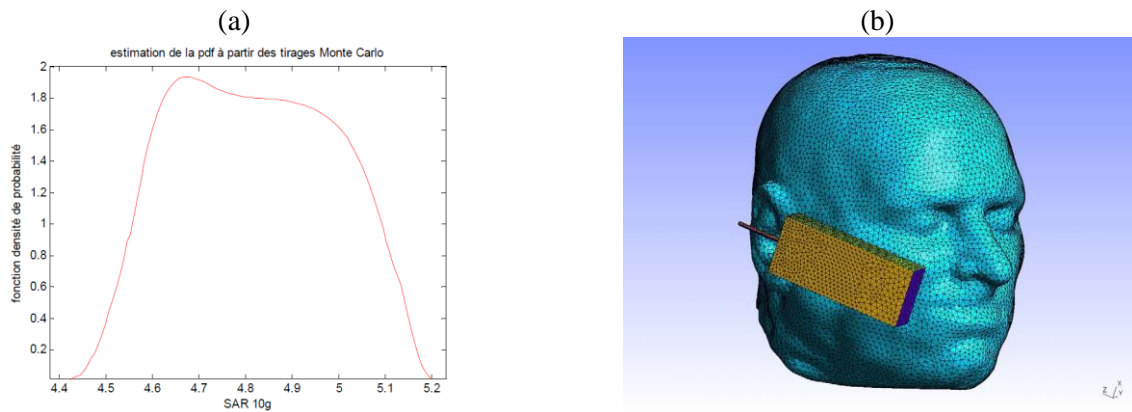 (a)
(b)
estimation de la pdf à partir des tirages Monte Carlo
fonction densité de probabilité
2
1.8
1.6
1.4
1.2
1
0.8
0.6
0.4
0.2
4.4 4.5 4.6 4.7 4.8 4.9 5 5.1 5.2
SAR 10g
Z X Y